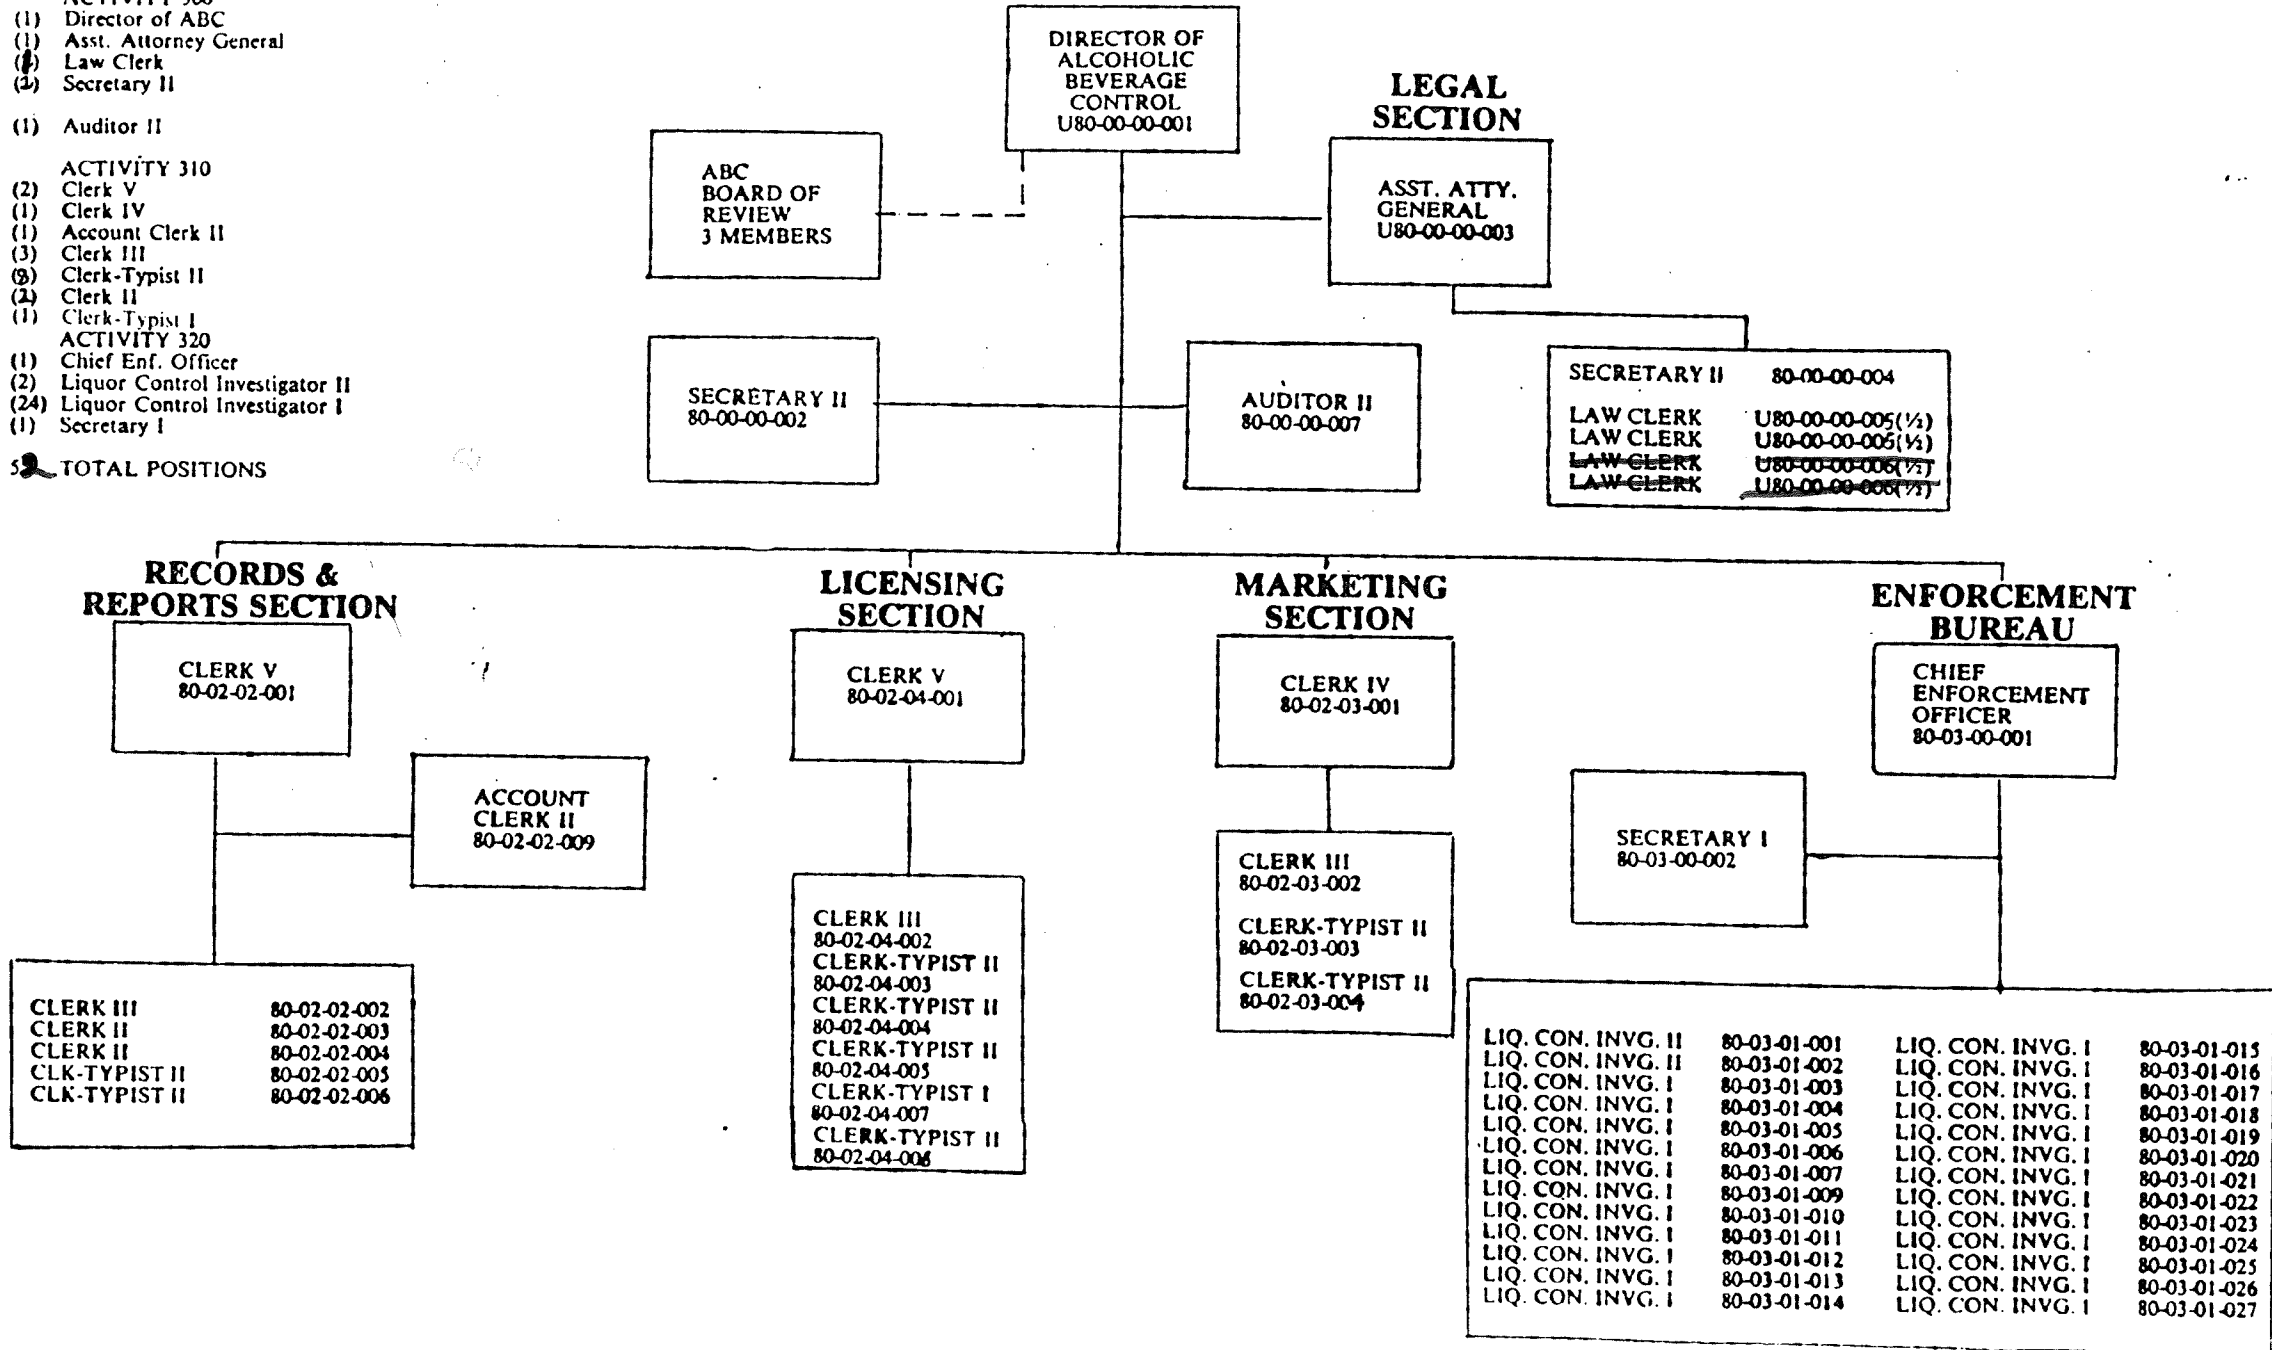 ACTIVITY 300
(1) Director of ABC
(1) Asst. Attorney General
(1) Law Clerk
(2) Secretary II
(1) Auditor II
ACTIVITY 310
(2) Clerk V
(1) Clerk IV
(1) Account Clerk II
(3) Clerk III
(8) Clerk-Typist II
(2) Clerk II
(1) Clerk-Typist I
ACTIVITY 320
(1) Chief Enf. Officer
(2) Liquor Control Investigator II
(24) Liquor Control Investigator I
(1) Secretary I
TOTAL POSITIONS
DIRECTOR OF
ALCOHOLIC
BEVERAGE
CONTROL
U80-00-00-001
ABC
BOARD OF
REVIEW
3 MEMBERS
LEGAL
SECTION
ASST. ATTY.
GENERAL
U80-00-00-003
SECRETARY II
80-00-00-002
AUDITOR II
80-00-00-007
SECRETARY II 80-00-00-004
LAW CLERK U80-00-00-005(½)
LAW CLERK U80-00-00-005(½)
LAW CLERK U80-00-00-006(½)
LAW CLERK U80-00-00-006(½)
RECORDS &
REPORTS SECTION
CLERK V
80-02-02-001
ACCOUNT
CLERK II
80-02-02-009
CLERK III 80-02-02-002
CLERK II 80-02-02-003
CLERK II 80-02-02-004
CLK-TYPIST II 80-02-02-005
CLK-TYPIST II 80-02-02-006
LICENSING
SECTION
CLERK V
80-02-04-001
CLERK III
80-02-04-002
CLERK-TYPIST II
80-02-04-003
CLERK-TYPIST II
80-02-04-004
CLERK-TYPIST II
80-02-04-005
CLERK-TYPIST I
80-02-04-007
CLERK-TYPIST II
80-02-04-006
MARKETING
SECTION
CLERK IV
80-02-03-001
CLERK III
80-02-03-002
CLERK-TYPIST II
80-02-03-003
CLERK-TYPIST II
80-02-03-004
ENFORCEMENT
BUREAU
CHIEF
ENFORCEMENT
OFFICER
80-03-00-001
SECRETARY I
80-03-00-002
LIQ. CON. INVG. II 80-03-01-001 LIQ. CON. INVG. I 80-03-01-015
LIQ. CON. INVG. II 80-03-01-002 LIQ. CON. INVG. I 80-03-01-016
LIQ. CON. INVG. I 80-03-01-003 LIQ. CON. INVG. I 80-03-01-017
LIQ. CON. INVG. I 80-03-01-004 LIQ. CON. INVG. I 80-03-01-018
LIQ. CON. INVG. I 80-03-01-005 LIQ. CON. INVG. I 80-03-01-019
LIQ. CON. INVG. I 80-03-01-006 LIQ. CON. INVG. I 80-03-01-020
LIQ. CON. INVG. I 80-03-01-007 LIQ. CON. INVG. I 80-03-01-021
LIQ. CON. INVG. I 80-03-01-009 LIQ. CON. INVG. I 80-03-01-022
LIQ. CON. INVG. I 80-03-01-010 LIQ. CON. INVG. I 80-03-01-023
LIQ. CON. INVG. I 80-03-01-011 LIQ. CON. INVG. I 80-03-01-024
LIQ. CON. INVG. I 80-03-01-012 LIQ. CON. INVG. I 80-03-01-025
LIQ. CON. INVG. I 80-03-01-013 LIQ. CON. INVG. I 80-03-01-026
LIQ. CON. INVG. I 80-03-01-014 LIQ. CON. INVG. I 80-03-01-027